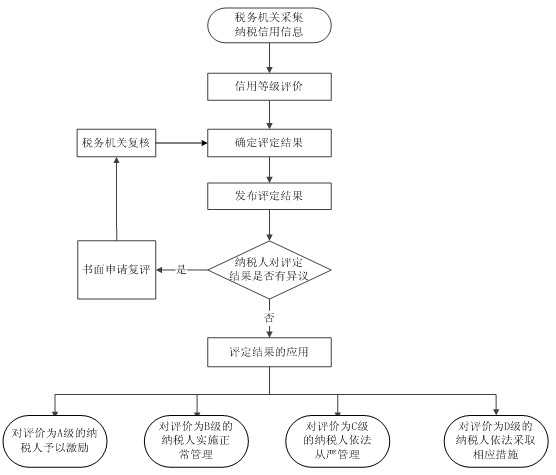 税务机关采集
纳税信用信息
信用等级评价
税务机关复核
确定评定结果
发布评定结果
纳税人对评定
结果是否有异议
是
书面申请复评
否
评定结果的应用
对评价为A级的纳
税人予以激励
对评价为B级的
纳税人实施正
常管理
对评价为C级
的纳税人依法
从严管理
对评价为D级的
纳税人依法采取
相应措施